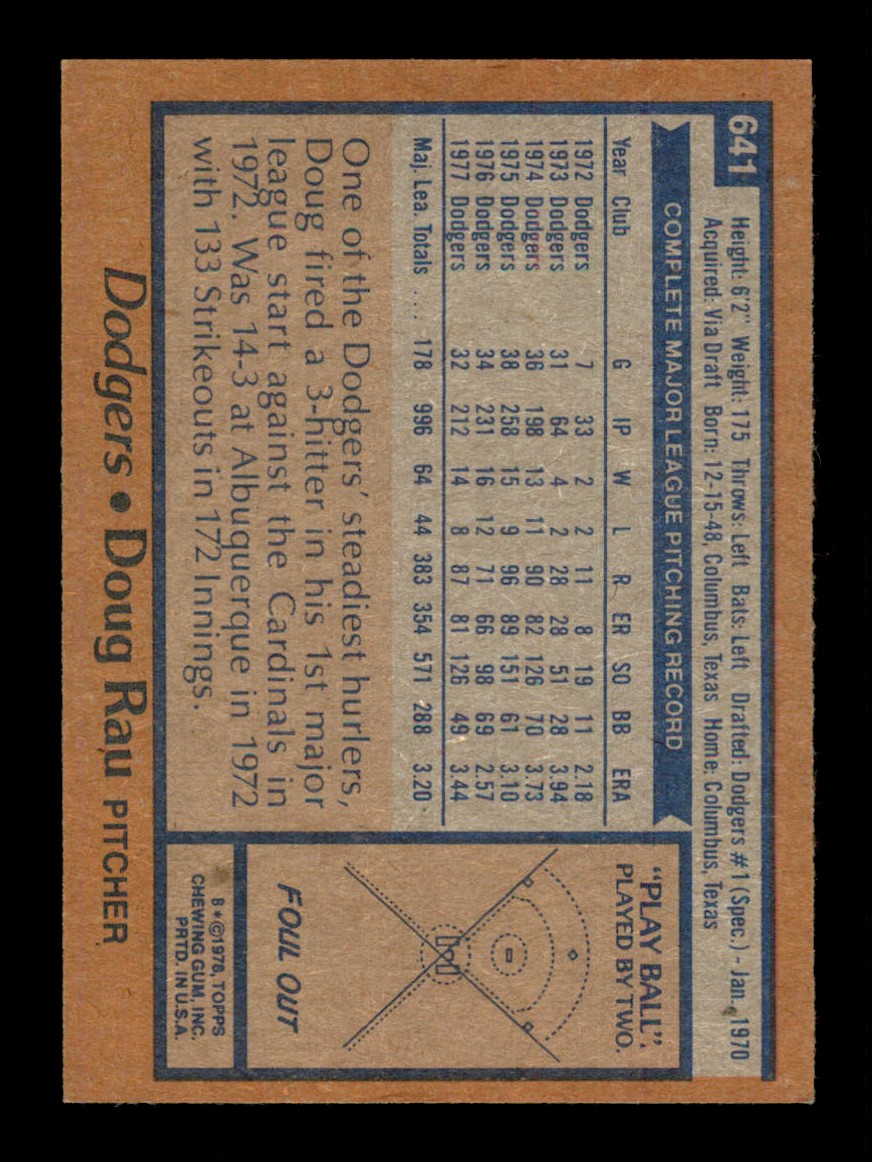 641
Height: 6'2" Weight: 175 Throws: Left Bats: Left Drafted: Dodgers #1 (Spec.) - Jan., 1970
Acquired: Via Draft Born: 12-15-48, Columbus, Texas Home: Columbus, Texas
COMPLETE MAJOR LEAGUE PITCHING RECORD
Year Club G IP W L R ER SO BB ERA
1972 Dodgers 7 33 2 2 11 8 19 11 2.18
1973 Dodgers 31 64 4 2 28 28 51 28 3.94
1974 Dodgers 36 198 13 11 90 82 126 70 3.73
1975 Dodgers 38 258 15 9 96 89 151 61 3.10
1976 Dodgers 34 231 16 12 71 66 98 69 2.57
1977 Dodgers 32 212 14 8 87 81 126 49 3.44
Maj. Lea. Totals .... 178 996 64 44 383 354 571 288 3.20
One of the Dodgers' steadiest hurlers,
Doug fired a 3-hitter in his 1st major
league start against the Cardinals in
1972. Was 14-3 at Albuquerque in 1972
with 133 Strikeouts in 172 Innings.
"PLAY BALL".
PLAYED BY TWO.
FOUL OUT
B*©1978, TOPPS
CHEWING GUM, INC.
PRTD. IN U.S.A.
Dodgers • Doug Rau PITCHER